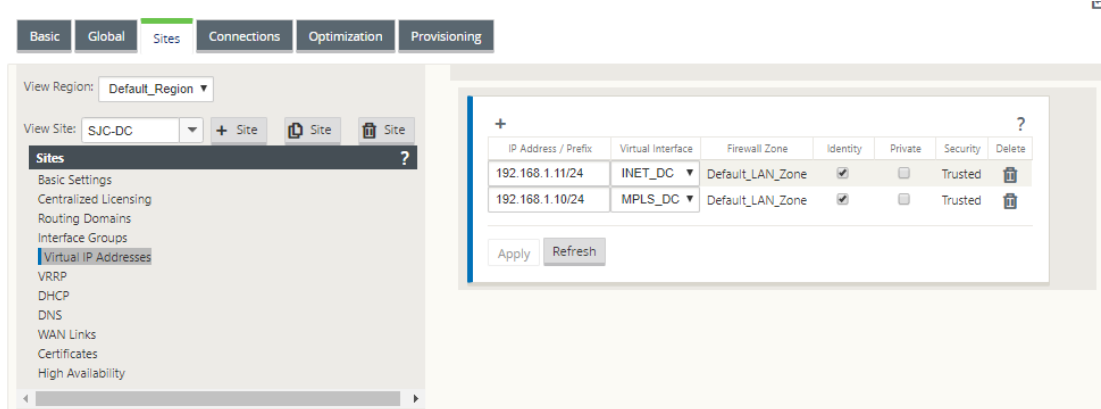 Basic Global Sites Connections Optimization Provisioning
View Region: Default_Region
View Site: SJC-DC + Site Site Site
Sites ?
Basic Settings
Centralized Licensing
Routing Domains
Interface Groups
Virtual IP Addresses
VRRP
DHCP
DNS
WAN Links
Certificates
High Availability
+ ?
IP Address / Prefix Virtual Interface Firewall Zone Identity Private Security Delete
192.168.1.11/24 INET_DC Default_LAN_Zone Trusted
192.168.1.10/24 MPLS_DC Default_LAN_Zone Trusted
Apply Refresh